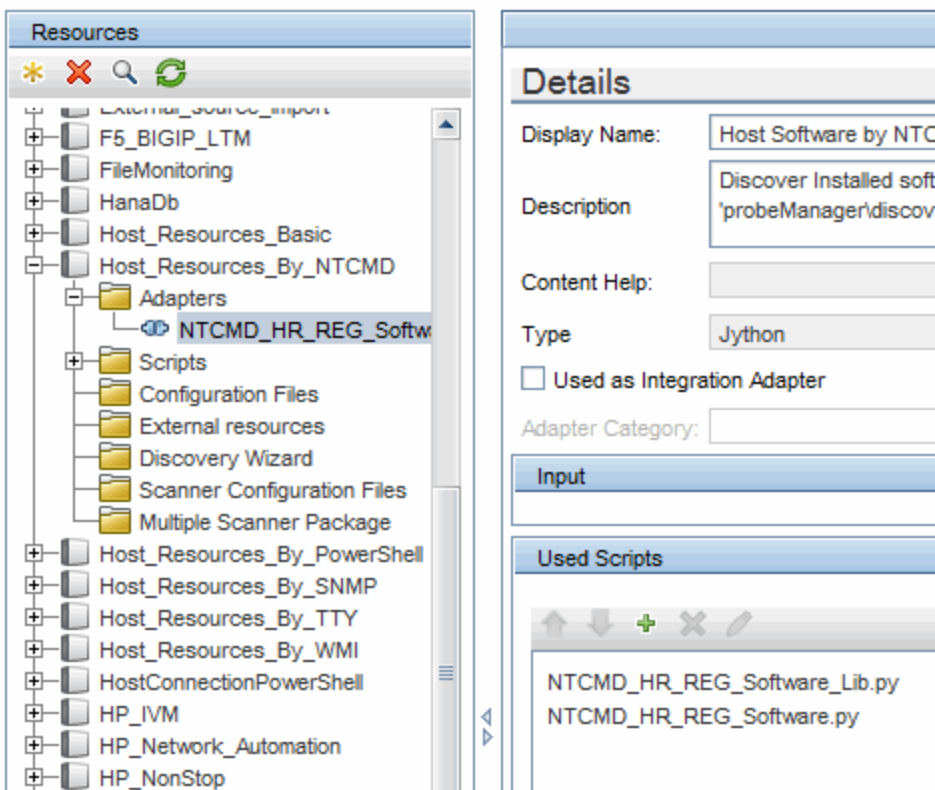 Resources
External_source_import
F5_BIGIP_LTM
FileMonitoring
HanaDb
Host_Resources_Basic
Host_Resources_By_NTCMD
Adapters
NTCMD_HR_REG_Softwa
Scripts
Configuration Files
External resources
Discovery Wizard
Scanner Configuration Files
Multiple Scanner Package
Host_Resources_By_PowerShell
Host_Resources_By_SNMP
Host_Resources_By_TTY
Host_Resources_By_WMI
HostConnectionPowerShell
HP_IVM
HP_Network_Automation
HP_NonStop
Details
Display Name: Host Software by NTC
Description Discover Installed soft
'probeManager\discov
Content Help:
Type Jython
Used as Integration Adapter
Adapter Category:
Input
Used Scripts
NTCMD_HR_REG_Software_Lib.py
NTCMD_HR_REG_Software.py